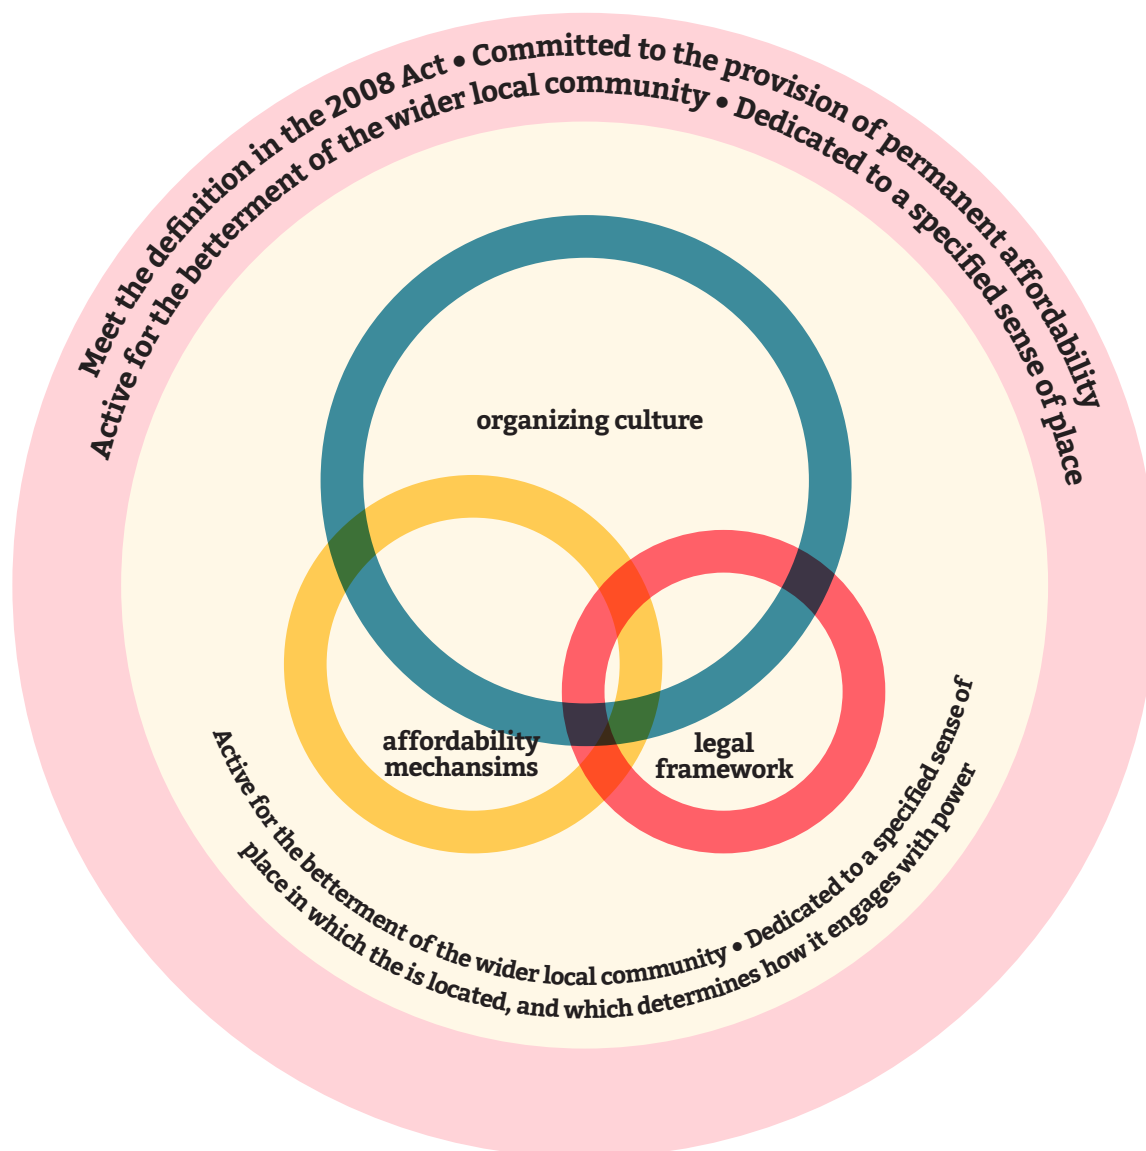 Meet the definition in the 2008 Act • Committed to the provision of permanent affordability
Active for the betterment of the wider local community • Dedicated to a specified sense of place
organizing culture
affordability
mechansims
legal
framework
Active for the betterment of the wider local community • Dedicated to a specified sense of
place in which the is located, and which determines how it engages with power